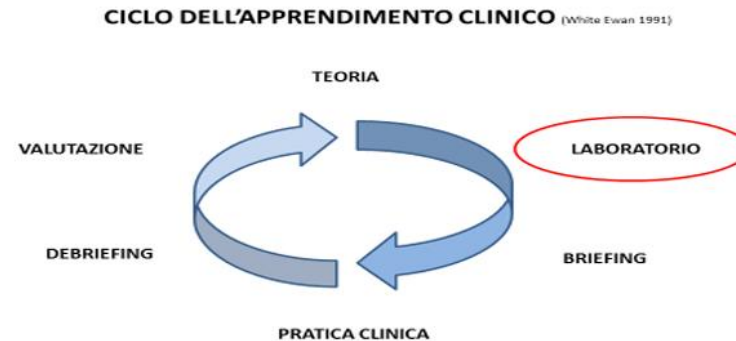 CICLO DELL’APPRENDIMENTO CLINICO (White Ewan 1991)
TEORIA
VALUTAZIONE
LABORATORIO
DEBRIEFING
BRIEFING
PRATICA CLINICA